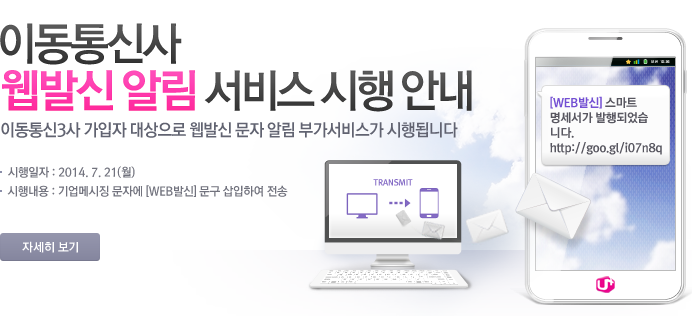 이동통신사
웹발신 알림 서비스 시행 안내
이동통신3사 가입자 대상으로 웹발신 문자 알림 부가서비스가 시행됩니다
· 시행일자 : 2014. 7. 21(월)
· 시행내용 : 기업메시징 문자에 [WEB발신] 문구 삽입하여 전송
자세히 보기
TRANSMIT
[WEB발신] 스마트
명세서가 발행되었습
니다.
http://goo.gl/i07n8q
U+